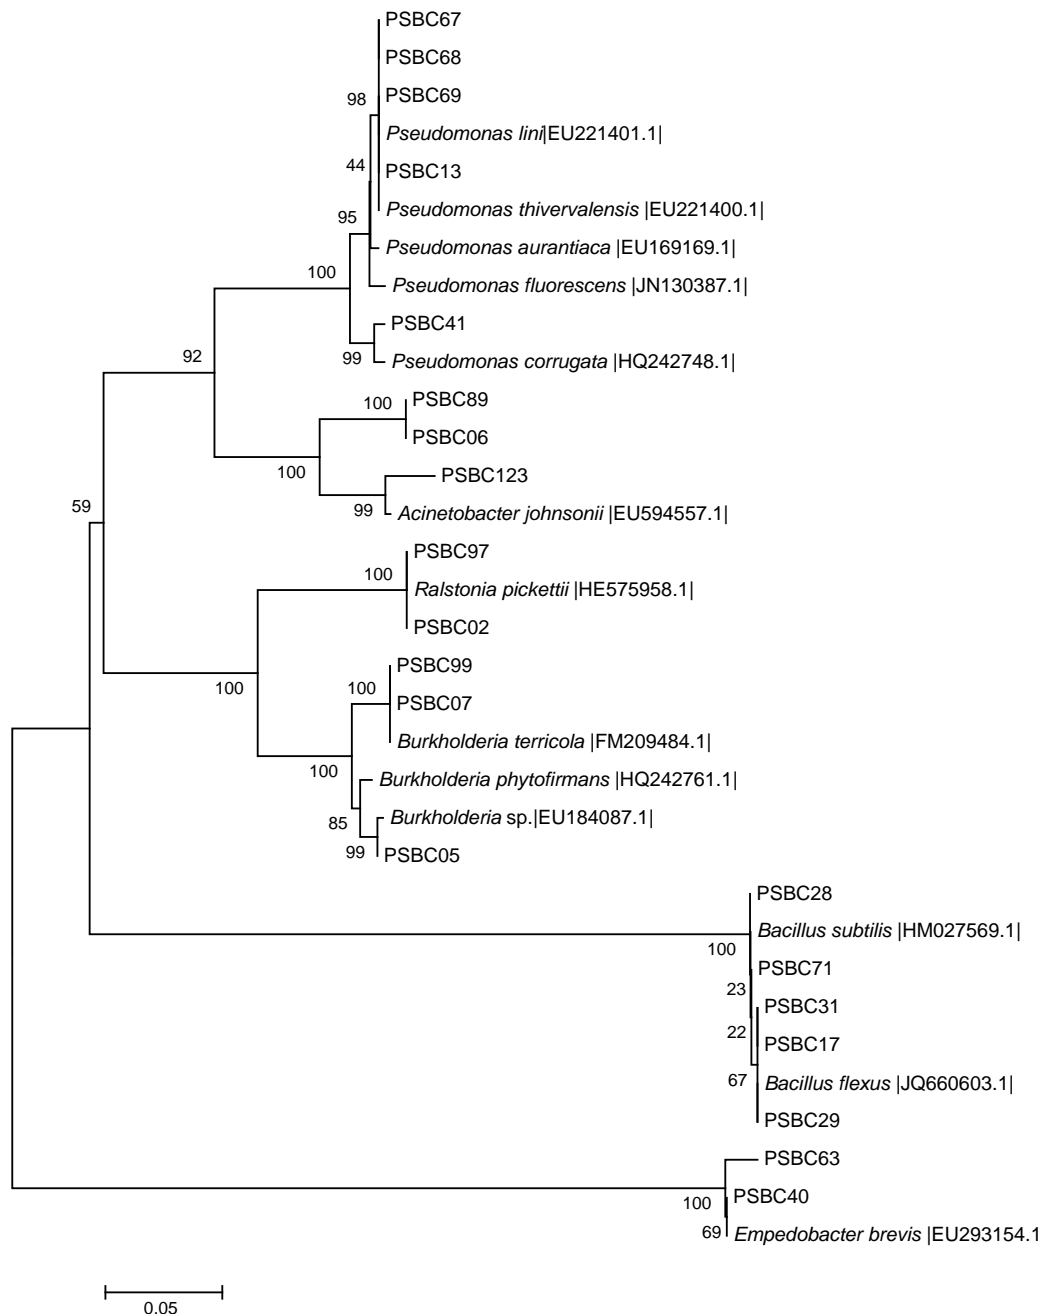 PSBC67
PSBC68
98
PSBC69
Pseudomonas lini|EU221401.1|
44
PSBC13
95
Pseudomonas thivervalensis |EU221400.1|
Pseudomonas aurantiaca |EU169169.1|
100
Pseudomonas fluorescens |JN130387.1|
PSBC41
92
99
Pseudomonas corrugata |HQ242748.1|
100
PSBC89
PSBC06
100
PSBC123
59
99
Acinetobacter johnsonii |EU594557.1|
PSBC97
100
Ralstonia pickettii |HE575958.1|
PSBC02
PSBC99
100
100
PSBC07
Burkholderia terricola |FM209484.1|
100
Burkholderia phytofirmans |HQ242761.1|
85
Burkholderia sp.|EU184087.1|
99
PSBC05
PSBC28
Bacillus subtilis |HM027569.1|
100
PSBC71
23
PSBC31
22
PSBC17
67
Bacillus flexus |JQ660603.1|
PSBC29
PSBC63
100
PSBC40
69
Empedobacter brevis |EU293154.1
0.05